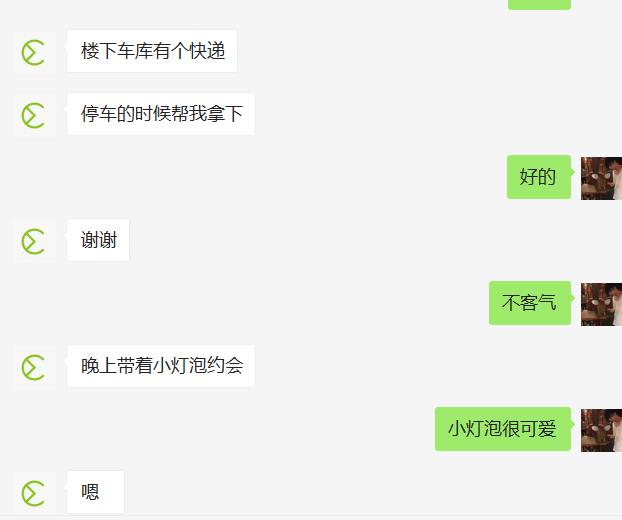 楼下车库有个快递
停车的时候帮我拿下
好的
谢谢
不客气
晚上带着小灯泡约会
小灯泡很可爱
嗯